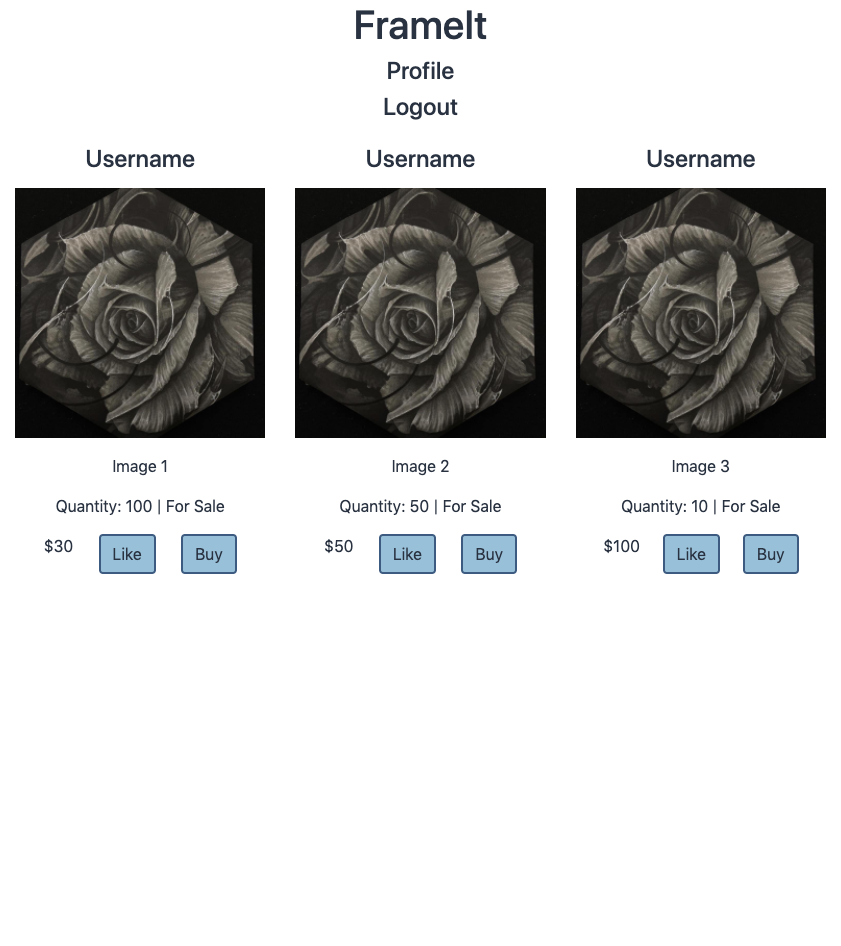 FrameIt
Profile
Logout
Username Username Username
Image 1 Image 2 Image 3
Quantity: 100 | For Sale Quantity: 50 | For Sale Quantity: 10 | For Sale
$30 Like Buy $50 Like Buy $100 Like Buy